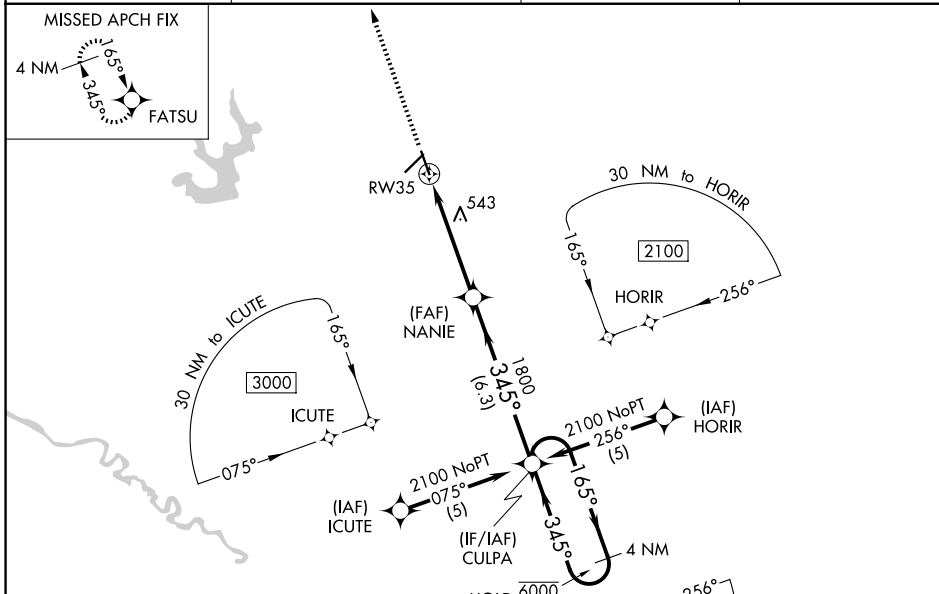 MISSED APCH FIX
4 NM
165°
345°
FATSU
RW35
543
30 NM to HORIR
165°
2100
HORIR
256°
(FAF)
NANIE
30 NM to ICUTE
165°
3000
ICUTE
075°
1800
345°
(6.3)
2100 NoPT
256°
(5)
(IAF)
HORIR
2100 NoPT
075°
(5)
(IAF)
ICUTE
(IF/IAF)
CULPA
165°
345°
4 NM
HOLD 6000
256°